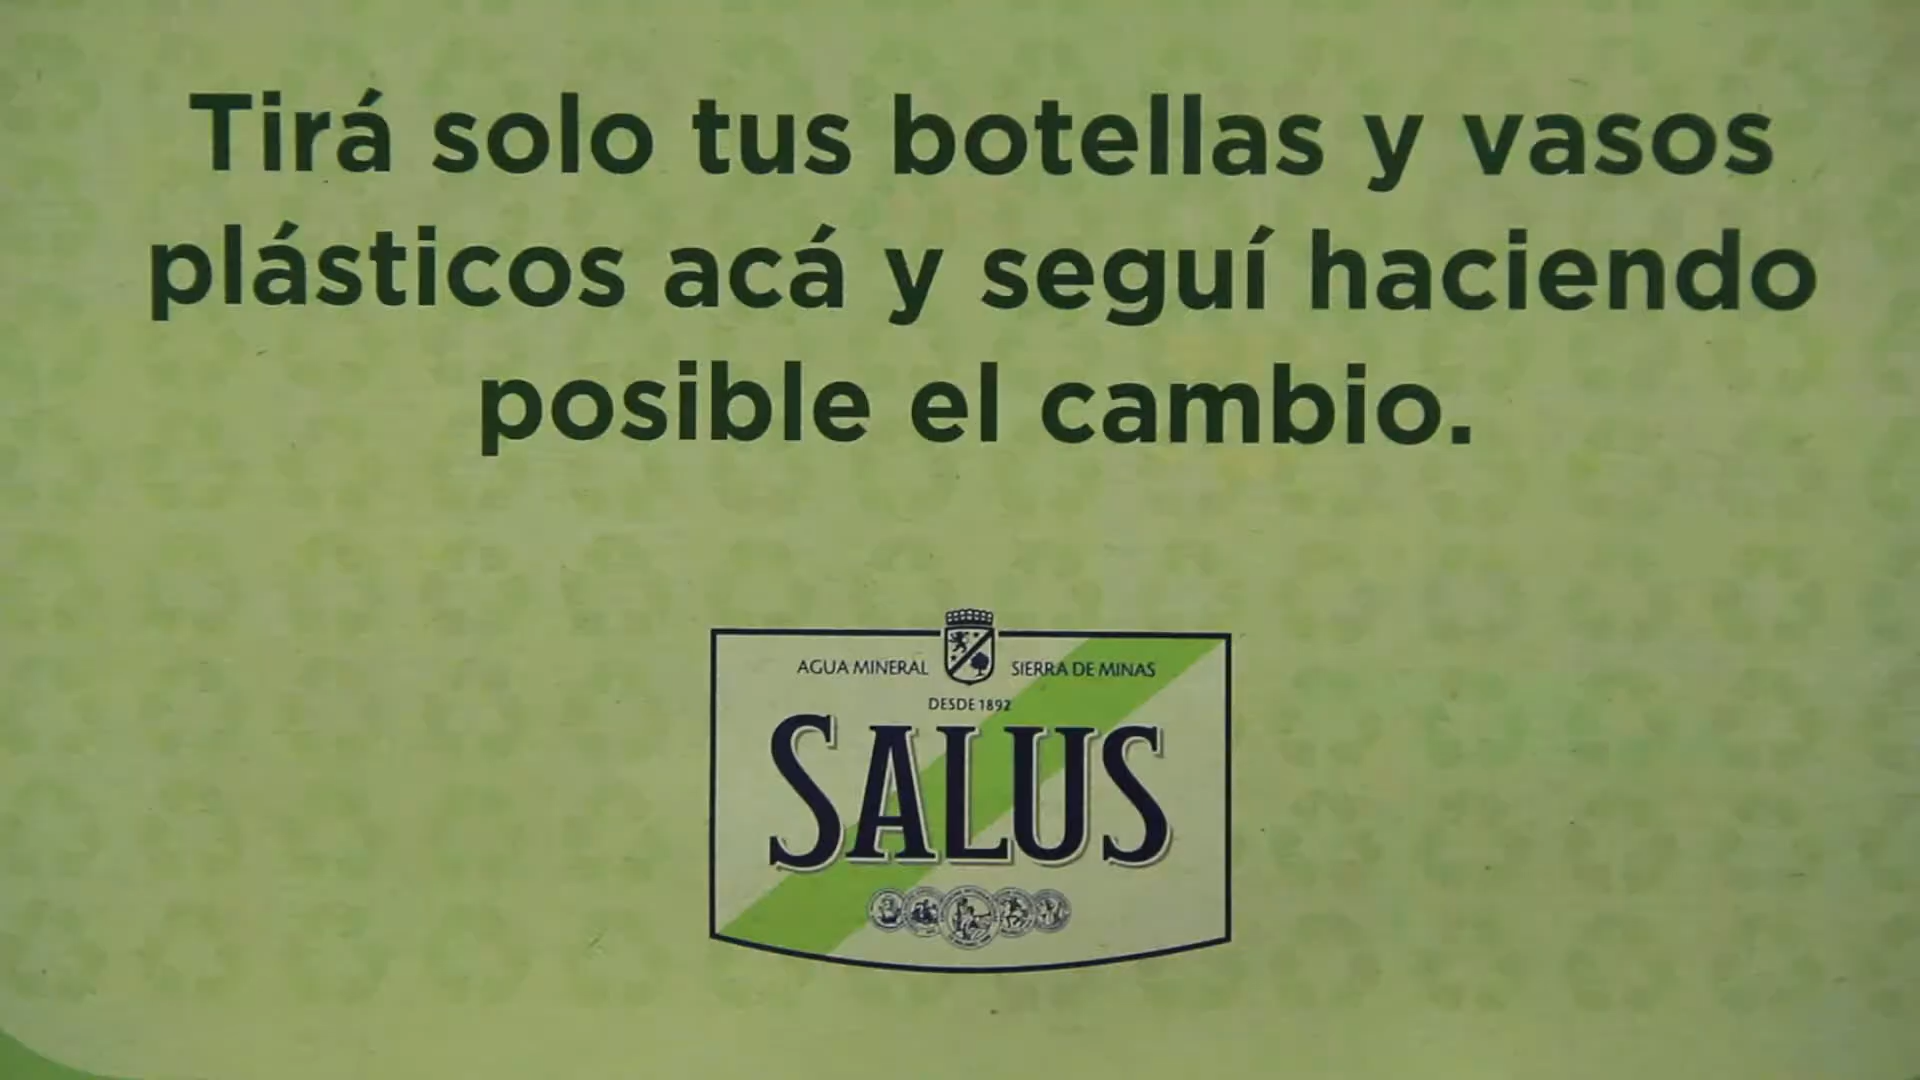 Tirá solo tus botellas y vasos
plásticos acá y seguí haciendo
posible el cambio.
AGUA MINERAL SIERRA DE MINAS
DESDE 1892
SALUS